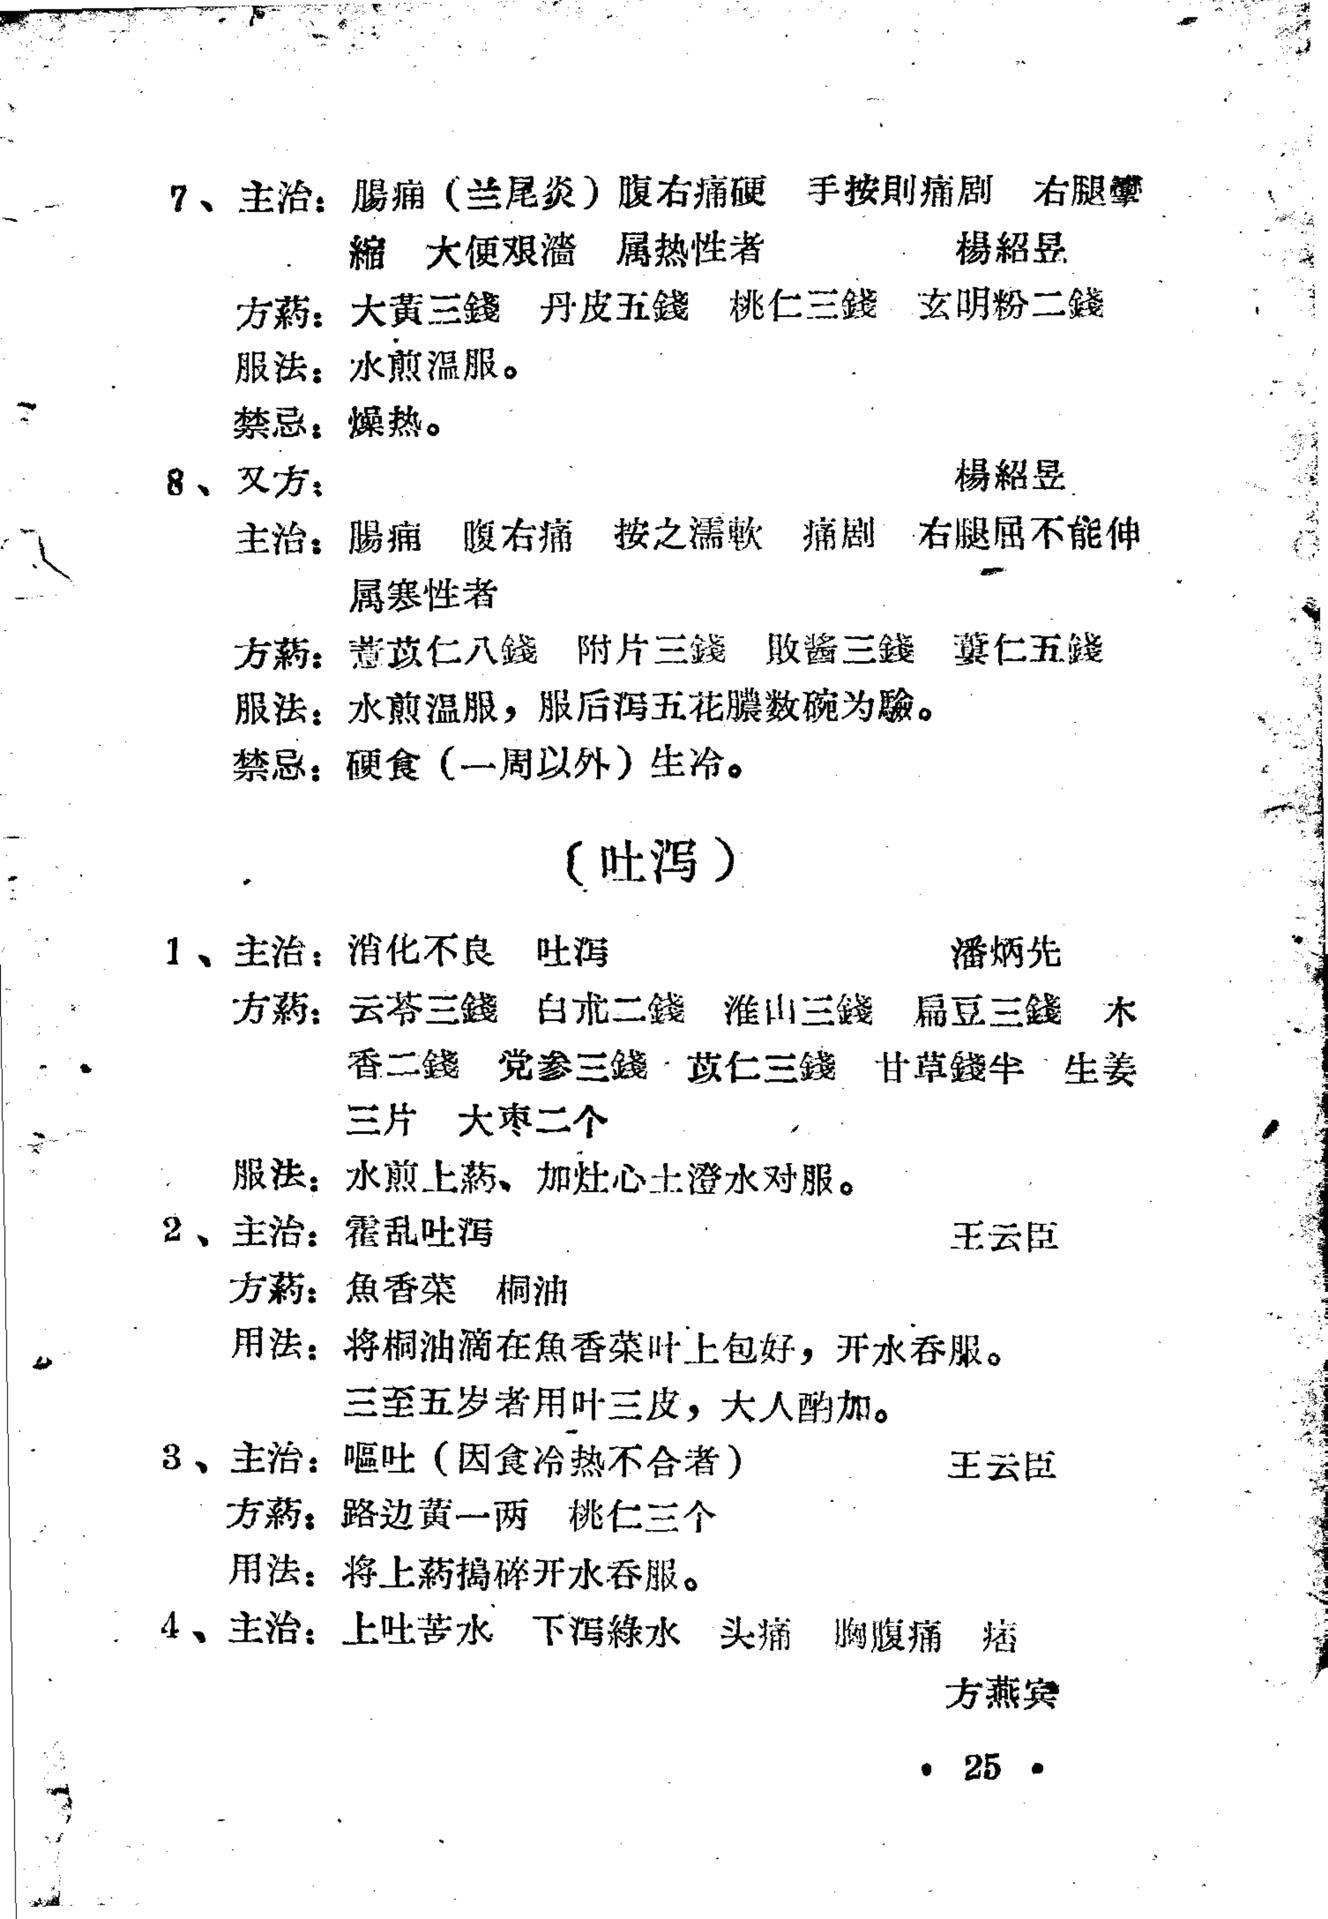 7、主治：腸痈（兰尾炎）腹右痛硬　手按則痛剧　右腿攣
縮　大便艰濇　属热性者　楊紹昱
方药：大黄三錢　丹皮五錢　桃仁三錢　玄明粉二錢
服法：水煎温服。
禁忌：燥热。
8、又方：　楊紹昱
主治：腸痈　腹右痛　按之濡軟　痛剧　右腿屈不能伸
属寒性者
方药：薏苡仁八錢　附片三錢　敗醬三錢　蔞仁五錢
服法：水煎温服，服后泻五花膿数碗为驗。
禁忌：硬食（一周以外）生冷。
（吐泻）
1、主治：消化不良　吐泻　潘炳先
方药：云苓三錢　白朮二錢　淮山三錢　扁豆三錢　木
香二錢　党参三錢　苡仁三錢　甘草錢半　生姜
三片　大枣二个
服法：水煎上药、加灶心土澄水对服。
2、主治：霍乱吐泻　王云臣
方药：魚香菜　桐油
用法：将桐油滴在魚香菜叶上包好，开水吞服。
三至五岁者用叶三皮，大人酌加。
3、主治：嘔吐（因食冷热不合者）　王云臣
方药：路边黄一两　桃仁三个
用法：将上药搗碎开水吞服。
4、主治：上吐苦水　下泻綠水　头痛　胸腹痛　痞
方燕宾
• 25 •